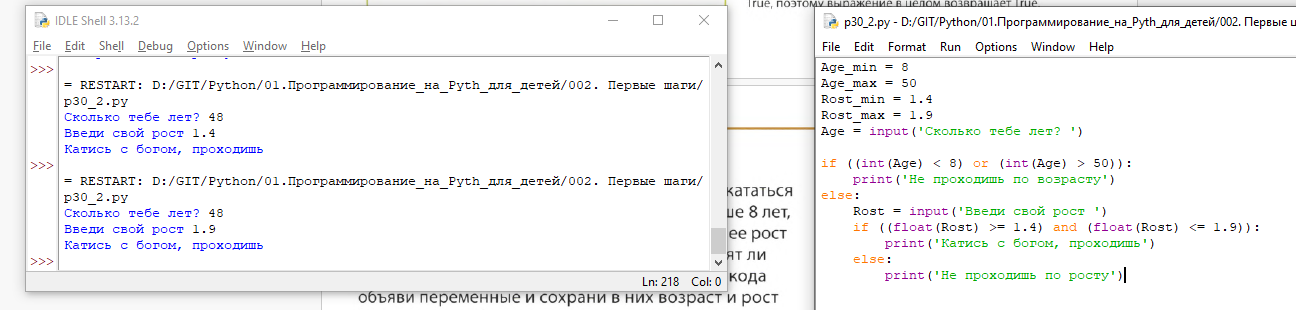 True, поэтому выражение в целом возвращает True.
IDLE Shell 3.13.2
File Edit Shell Debug Options Window Help
>>>
= RESTART: D:/GIT/Python/01.Программирование_на_Pyth_для_детей/002. Первые шаги/
p30_2.py
Сколько тебе лет? 48
Введи свой рост 1.4
Катись с богом, проходишь
>>>
= RESTART: D:/GIT/Python/01.Программирование_на_Pyth_для_детей/002. Первые шаги/
p30_2.py
Сколько тебе лет? 48
Введи свой рост 1.9
Катись с богом, проходишь
>>>
Ln: 218 Col: 0
кататься
ше 8 лет,
ее рост
ят ли
кода
объяви переменные и сохрани в них возраст и рост
p30_2.py - D:/GIT/Python/01.Программирование_на_Pyth_для_детей/002. Первые ш
File Edit Format Run Options Window Help
Age_min = 8
Age_max = 50
Rost_min = 1.4
Rost_max = 1.9
Age = input('Сколько тебе лет? ')
if ((int(Age) < 8) or (int(Age) > 50)):
    print('Не проходишь по возрасту')
else:
    Rost = input('Введи свой рост ')
    if ((float(Rost) >= 1.4) and (float(Rost) <= 1.9)):
        print('Катись с богом, проходишь')
    else:
        print('Не проходишь по росту')